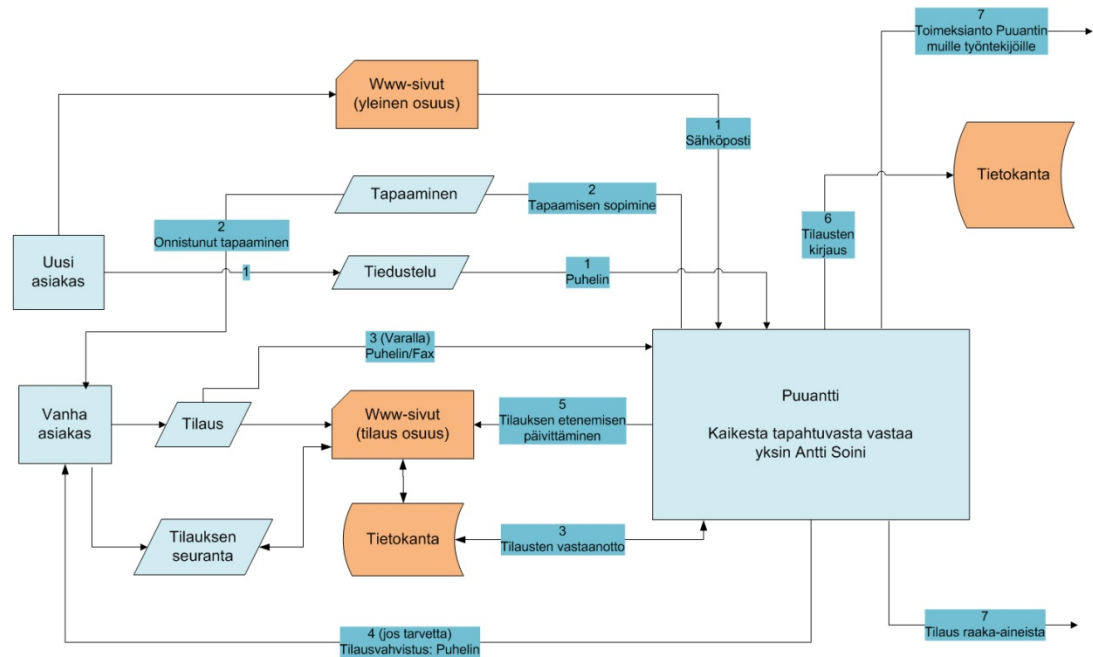 7
Toimeksianto Puuantin
muille työntekijöille
Www-sivut
(yleinen osuus)
1
Sähköposti
Tietokanta
Tapaaminen
2
Tapaamisen sopimine
2
Onnistunut tapaaminen
6
Tilausten
kirjaus
Uusi
asiakas
1
Tiedustelu
1
Puhelin
3 (Varalla)
Puhelin/Fax
Vanha
asiakas
Tilaus
Www-sivut
(tilaus osuus)
5
Tilauksen etenemisen
päivittäminen
Puuantti
Kaikesta tapahtuvasta vastaa
yksin Antti Soini
Tilauksen
seuranta
Tietokanta
3
Tilausten vastaanotto
4 (jos tarvetta)
Tilausvahvistus: Puhelin
7
Tilaus raaka-aineista